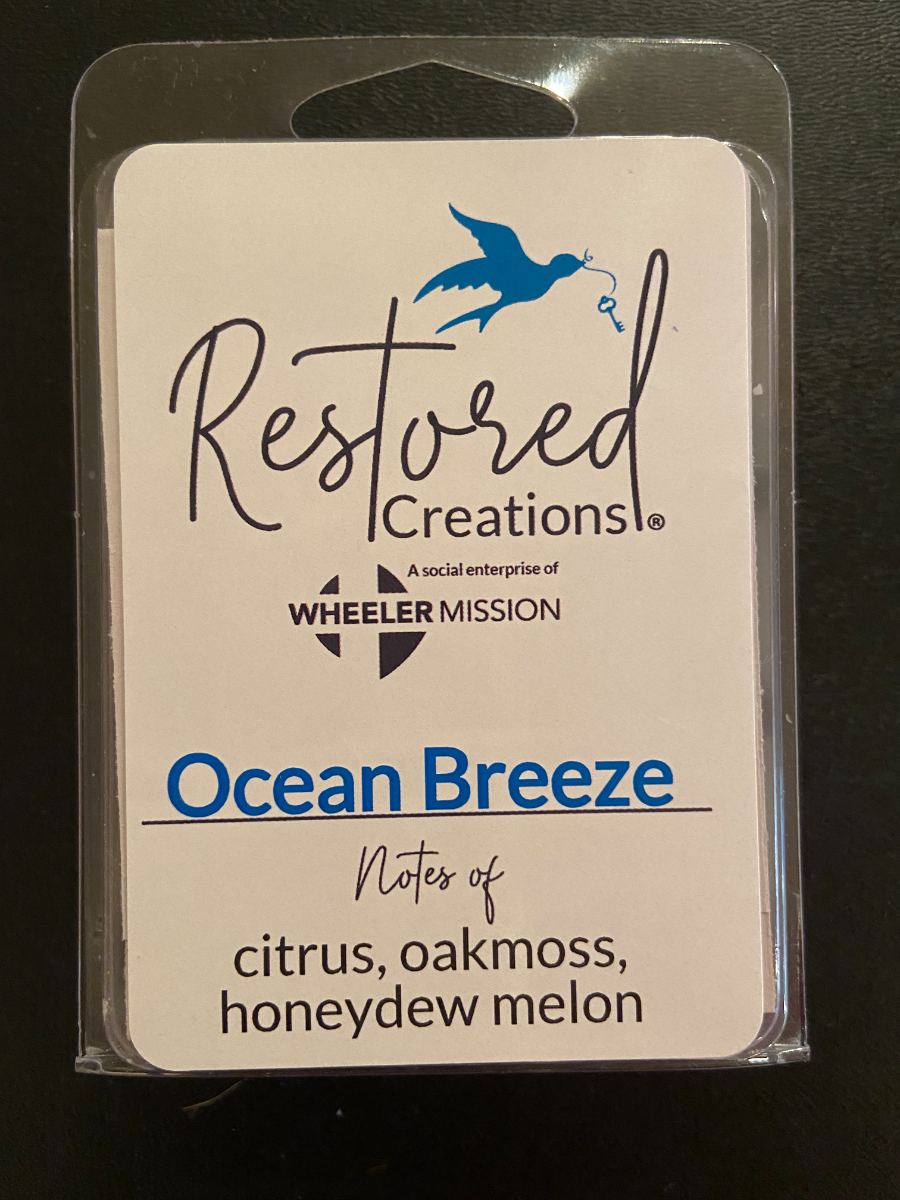 Restored
Creations®
A social enterprise of
WHEELER MISSION
Ocean Breeze
Notes of
citrus, oakmoss,
honeydew melon